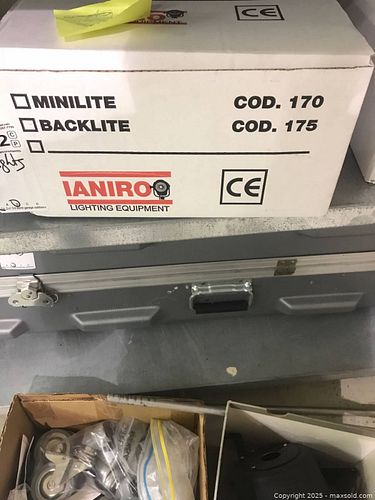 CE
MINILITE COD. 170
BACKLITE COD. 175
IANIRO
LIGHTING EQUIPMENT
CE
Copyright 2025 - maxsold.com